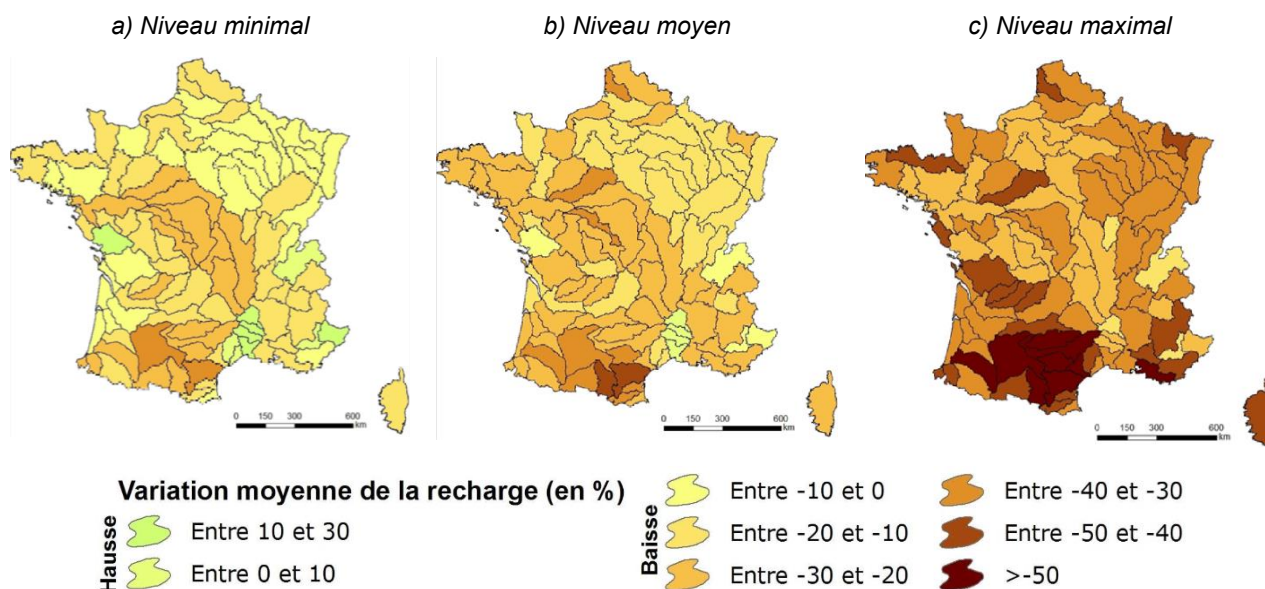 a) Niveau minimal
b) Niveau moyen
c) Niveau maximal
0 150 300 600
km
0 150 300 600
km
0 150 300 600
km
Variation moyenne de la recharge (en %)
Hausse
Entre 10 et 30
Entre 0 et 10
Baisse
Entre -10 et 0
Entre -20 et -10
Entre -30 et -20
Entre -40 et -30
Entre -50 et -40
>-50